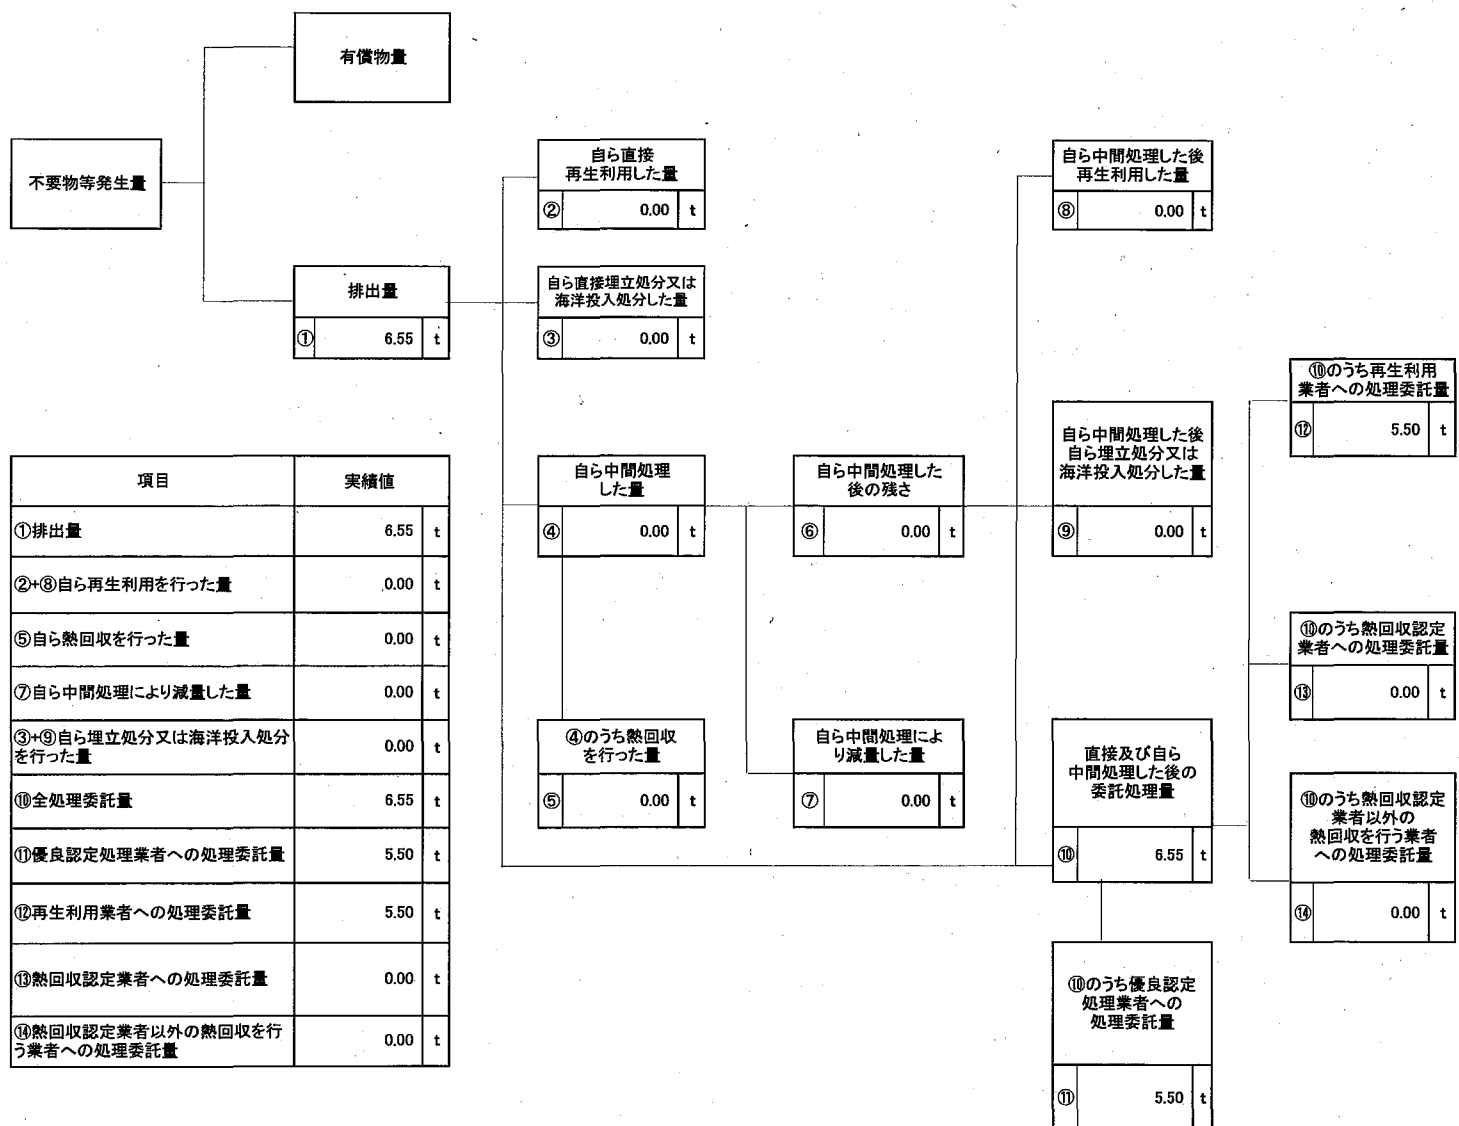 有償物量
不要物等発生量
排出量
① 6.55 t
自ら直接
再生利用した量
② 0.00 t
自ら直接埋立処分又は
海洋投入処分した量
③ 0.00 t
自ら中間処理
した量
④ 0.00 t
④のうち熱回収
を行った量
⑤ 0.00 t
自ら中間処理した
後の残さ
⑥ 0.00 t
自ら中間処理によ
り減量した量
⑦ 0.00 t
自ら中間処理した後
再生利用した量
⑧ 0.00 t
自ら中間処理した後
自ら埋立処分又は
海洋投入処分した量
⑨ 0.00 t
直接及び自ら
中間処理した後の
委託処理量
⑩ 6.55 t
⑩のうち優良認定
処理業者への
処理委託量
⑪ 5.50 t
⑩のうち再生利用
業者への処理委託量
⑫ 5.50 t
⑩のうち熱回収認定
業者への処理委託量
⑬ 0.00 t
⑩のうち熱回収認定
業者以外の
熱回収を行う業者
への処理委託量
⑭ 0.00 t
項目 実績値
①排出量 6.55 t
②+⑧自ら再生利用を行った量 0.00 t
⑤自ら熱回収を行った量 0.00 t
⑦自ら中間処理により減量した量 0.00 t
③+⑨自ら埋立処分又は海洋投入処分
を行った量 0.00 t
⑩全処理委託量 6.55 t
⑪優良認定処理業者への処理委託量 5.50 t
⑫再生利用業者への処理委託量 5.50 t
⑬熱回収認定業者への処理委託量 0.00 t
⑭熱回収認定業者以外の熱回収を行
う業者への処理委託量 0.00 t